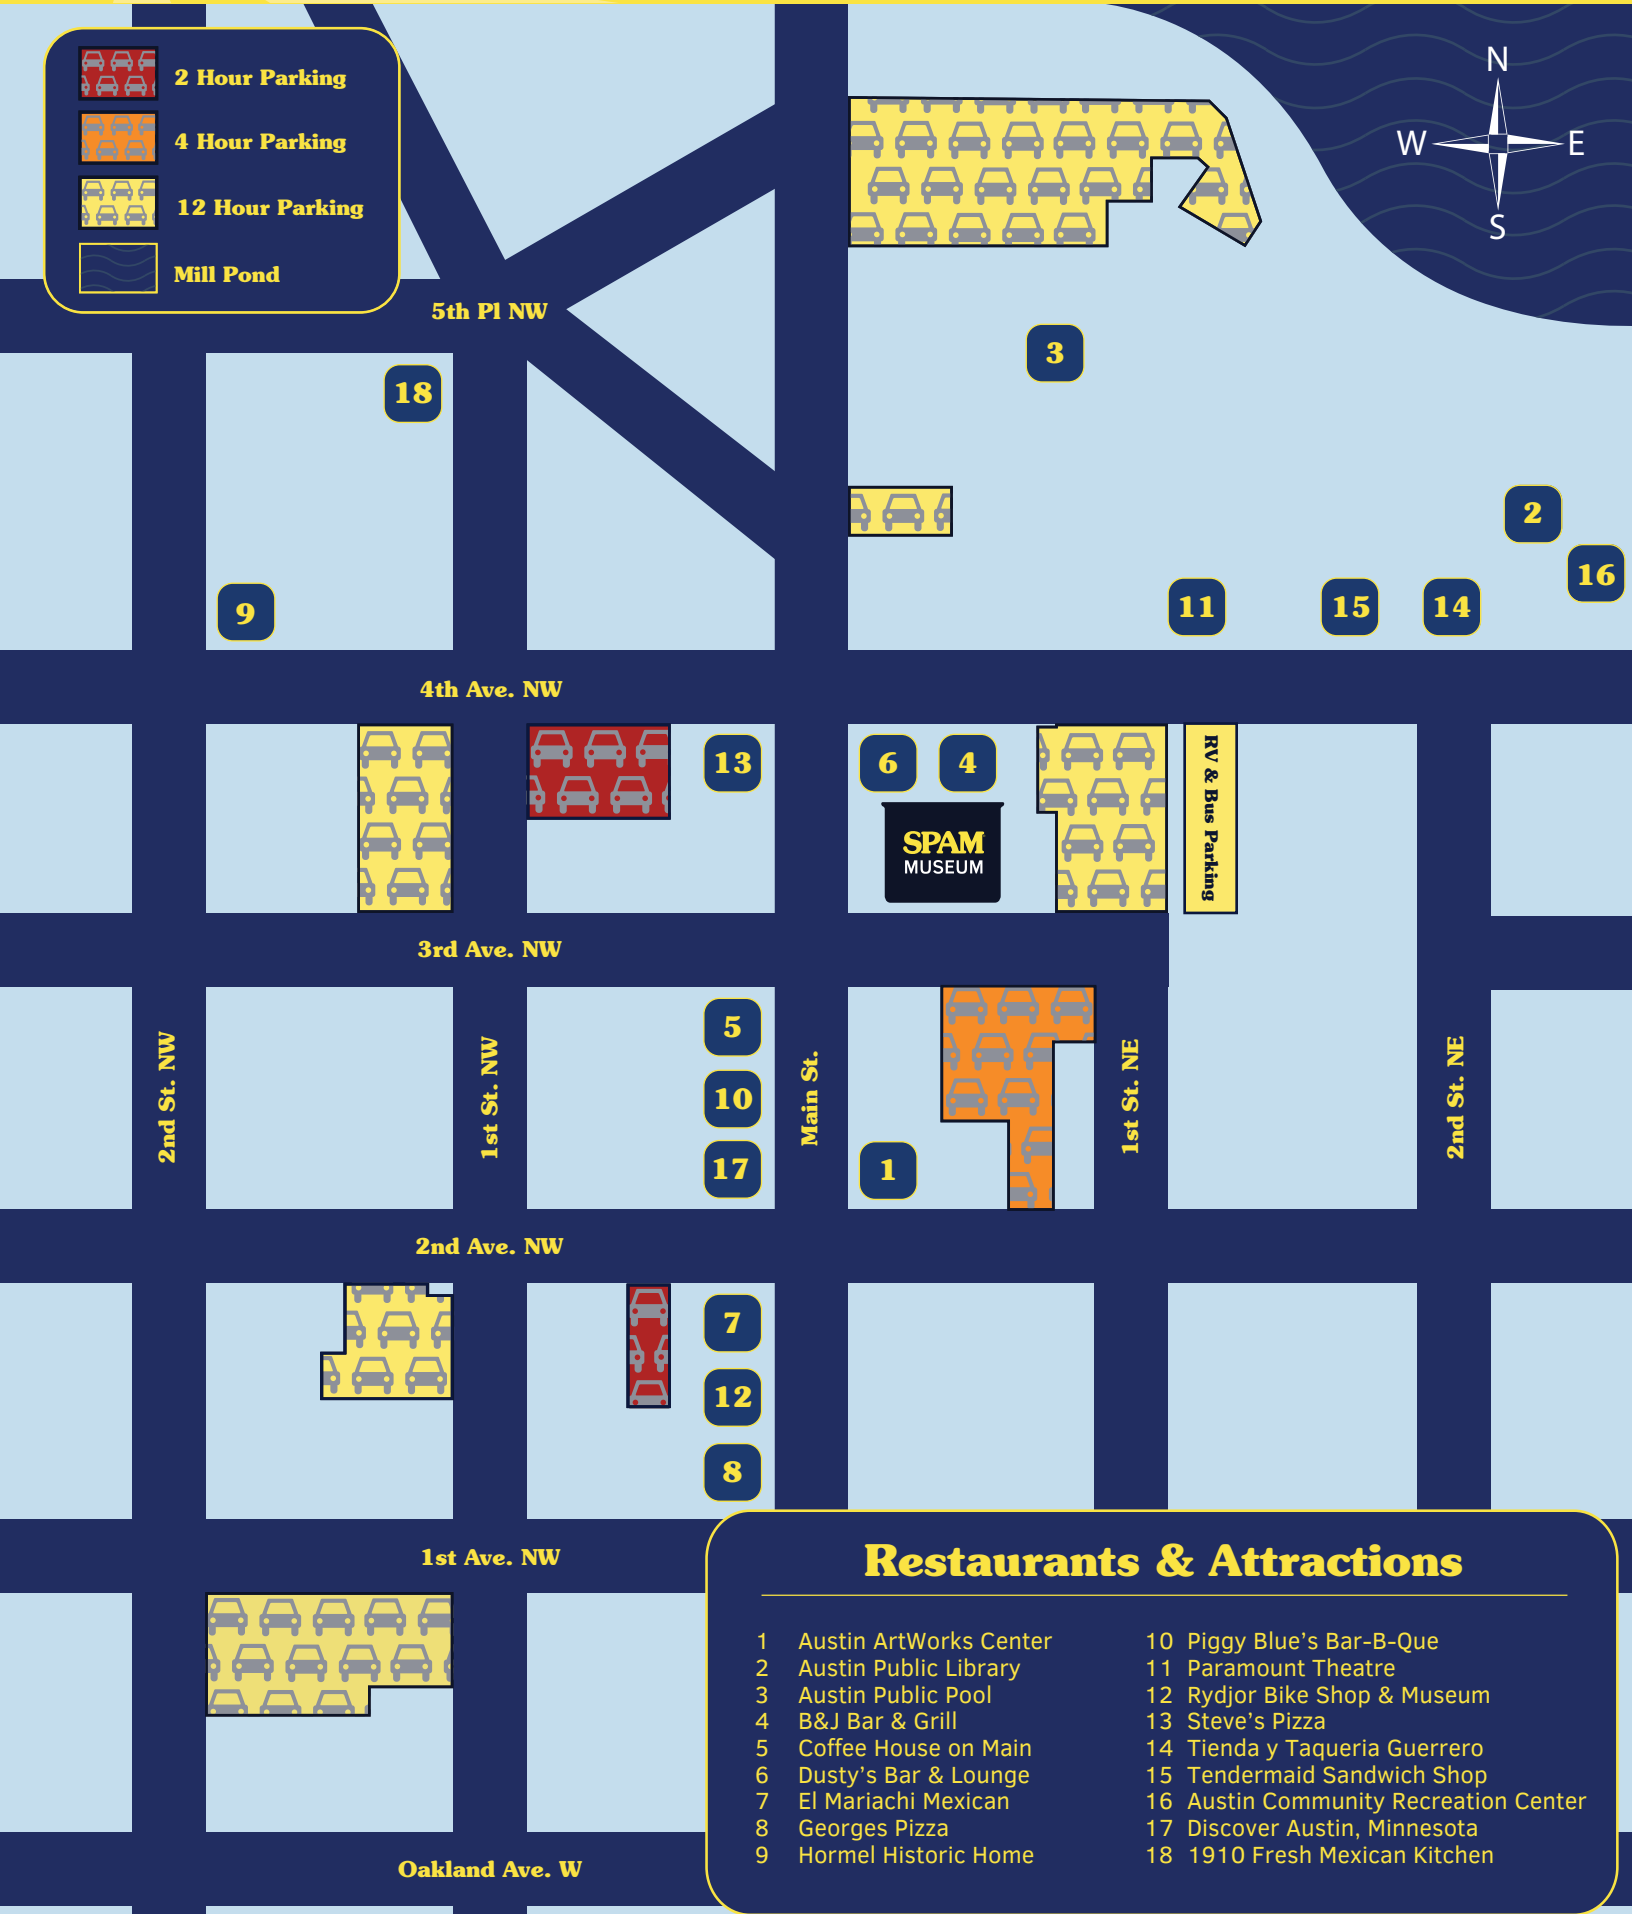 2 Hour Parking
4 Hour Parking
12 Hour Parking
Mill Pond
N
W
E
S
5th Pl NW
3
18
2
16
9
11
15
14
4th Ave. NW
13
6
4
RV & Bus Parking
SPAM
MUSEUM
3rd Ave. NW
5
10
17
1
2nd St. NW
1st St. NW
Main St.
1st St. NE
2nd St. NE
2nd Ave. NW
7
12
8
1st Ave. NW
Oakland Ave. W
Restaurants & Attractions
1 Austin ArtWorks Center
2 Austin Public Library
3 Austin Public Pool
4 B&J Bar & Grill
5 Coffee House on Main
6 Dusty's Bar & Lounge
7 El Mariachi Mexican
8 Georges Pizza
9 Hormel Historic Home
10 Piggy Blue's Bar-B-Que
11 Paramount Theatre
12 Rydjor Bike Shop & Museum
13 Steve's Pizza
14 Tienda y Taqueria Guerrero
15 Tendermaid Sandwich Shop
16 Austin Community Recreation Center
17 Discover Austin, Minnesota
18 1910 Fresh Mexican Kitchen